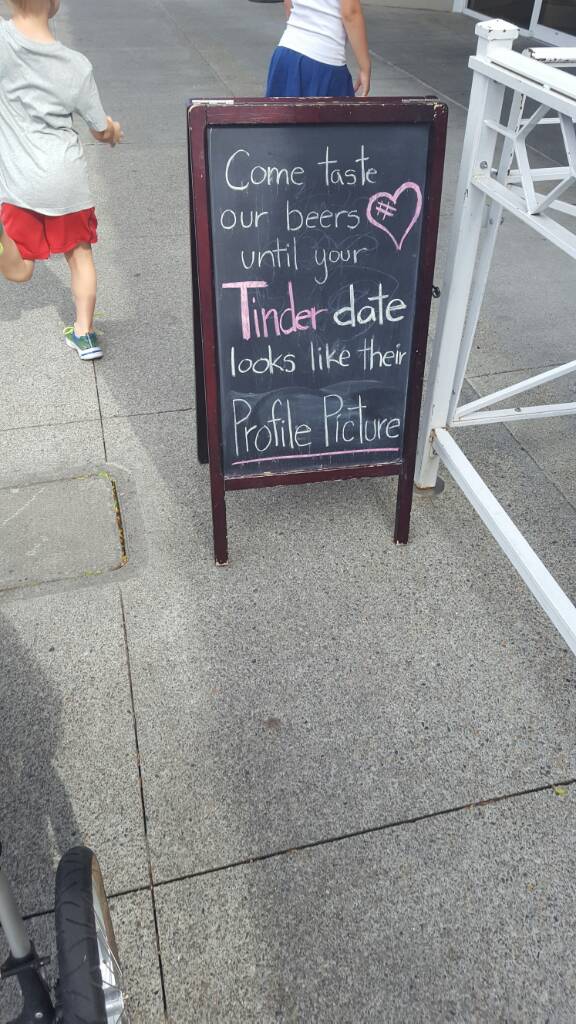 Come taste
our beers
#
until your
Tinder date
looks like their
Profile Picture